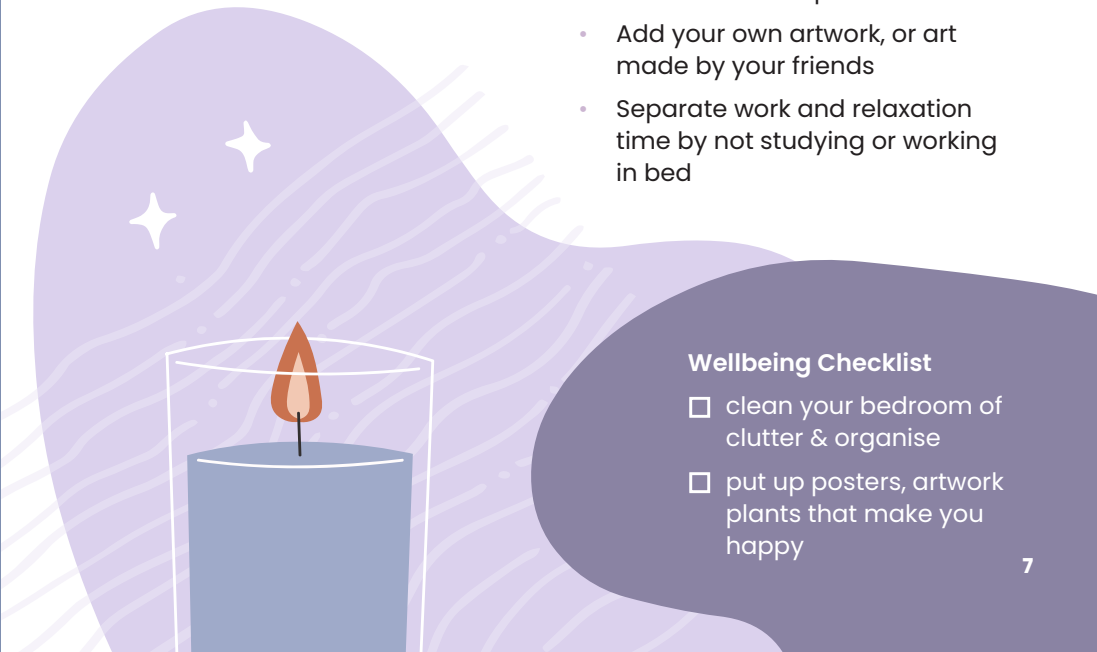 • Add your own artwork, or art
made by your friends
• Separate work and relaxation
time by not studying or working
in bed
Wellbeing Checklist
clean your bedroom of
clutter & organise
put up posters, artwork
plants that make you
happy
7